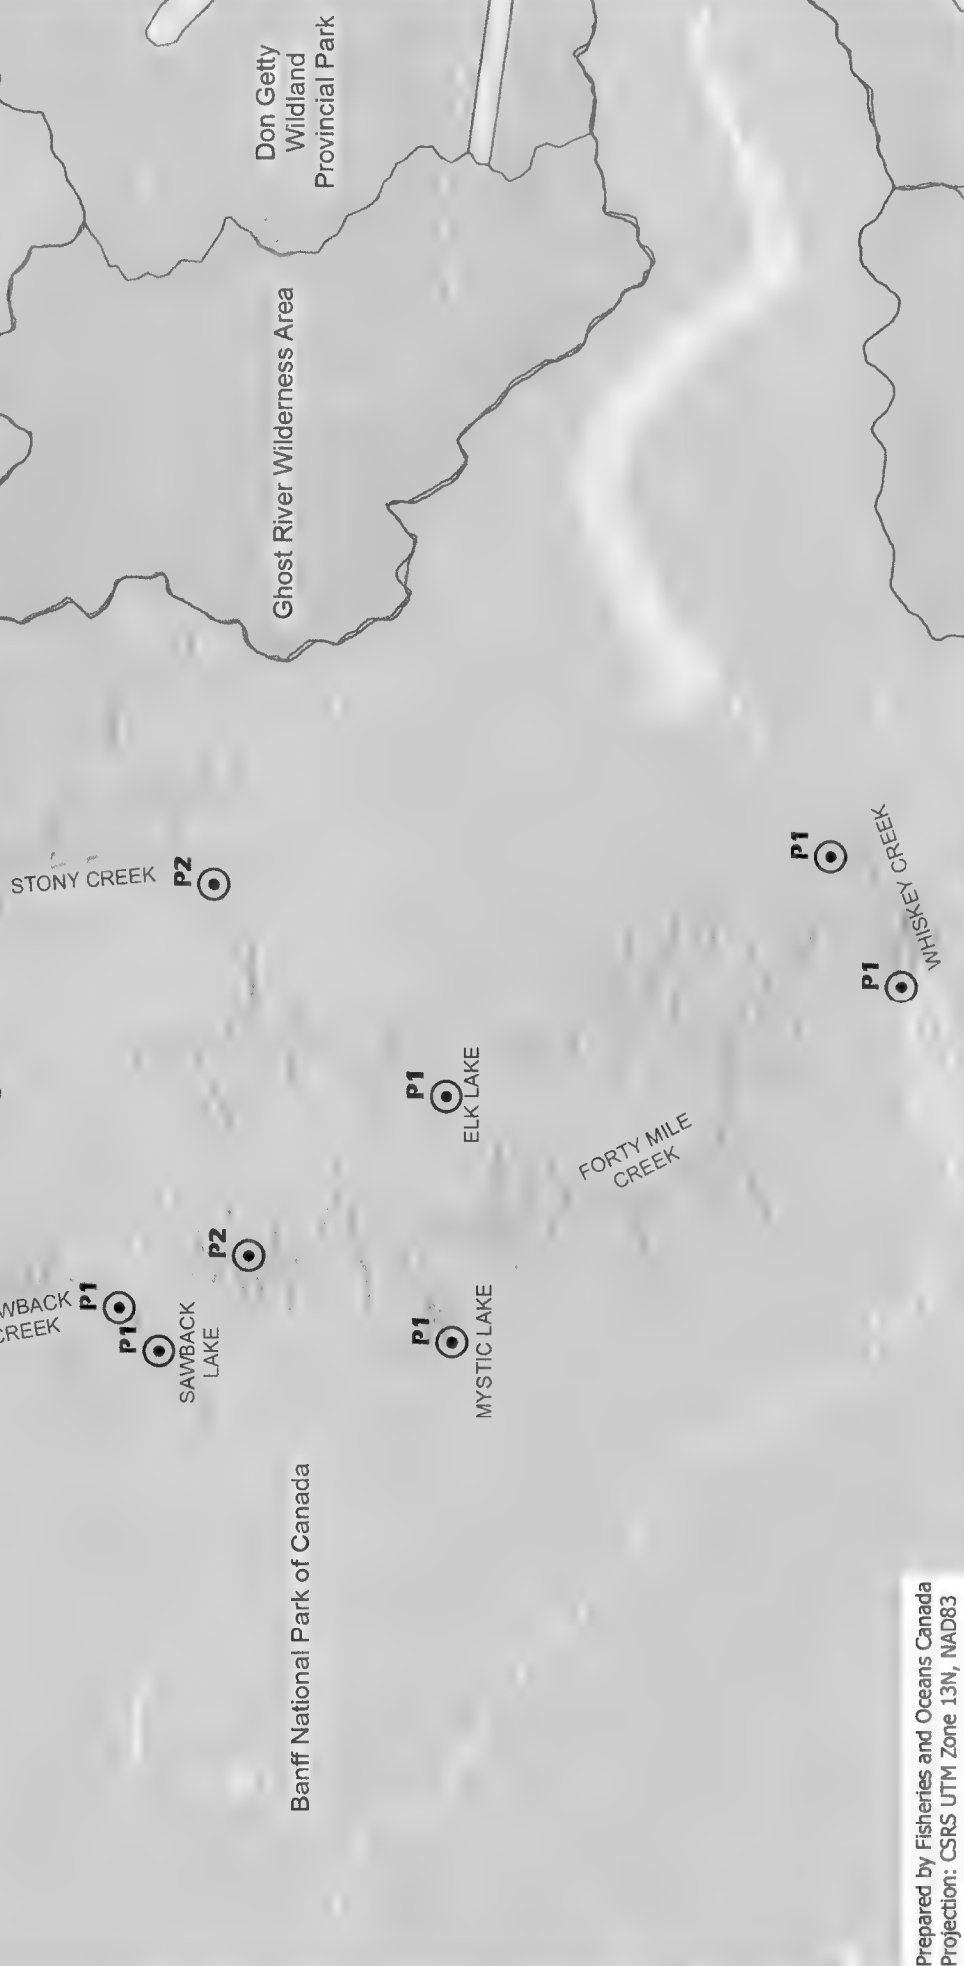 WBACK
CREEK
P1
P1
SAWBACK
LAKE
P2
STONY CREEK
P2
Don Getty
Wildland
Provincial Park
Ghost River Wilderness Area
Banff National Park of Canada
P1
MYSTIC LAKE
P1
ELK LAKE
FORTY MILE
CREEK
P1
P1
WHISKEY CREEK
Prepared by Fisheries and Oceans Canada
Projection: CSRS UTM Zone 13N, NAD83